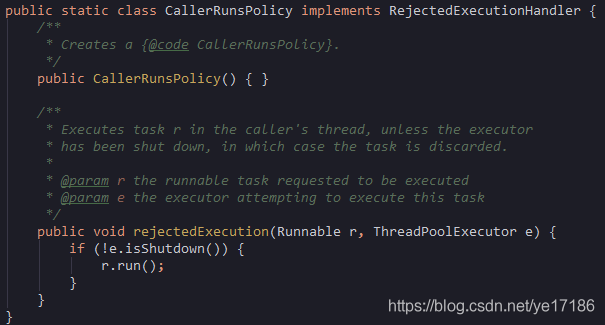 public static class CallerRunsPolicy implements RejectedExecutionHandler {
    /**
     * Creates a {@code CallerRunsPolicy}.
     */
    public CallerRunsPolicy() { }

    /**
     * Executes task r in the caller's thread, unless the executor
     * has been shut down, in which case the task is discarded.
     *
     * @param r the runnable task requested to be executed
     * @param e the executor attempting to execute this task
     */
    public void rejectedExecution(Runnable r, ThreadPoolExecutor e) {
        if (!e.isShutdown()) {
            r.run();
        }
    }
}
https://blog.csdn.net/ye17186